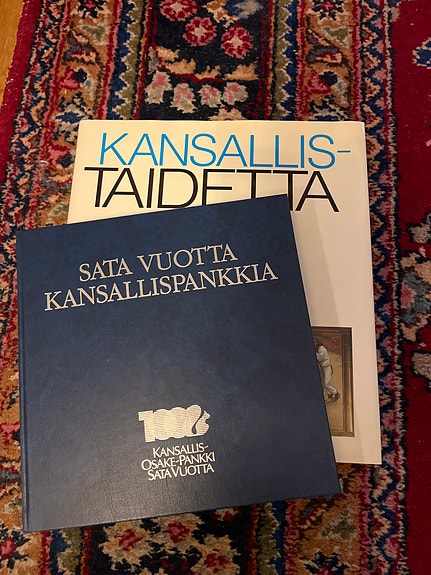 KANSALLIS-
TAIDETTA
SATA VUOTTA
KANSALLISPANKKIA
100
KANSALLIS-
OSAKE-PANKKI
SATA VUOTTA